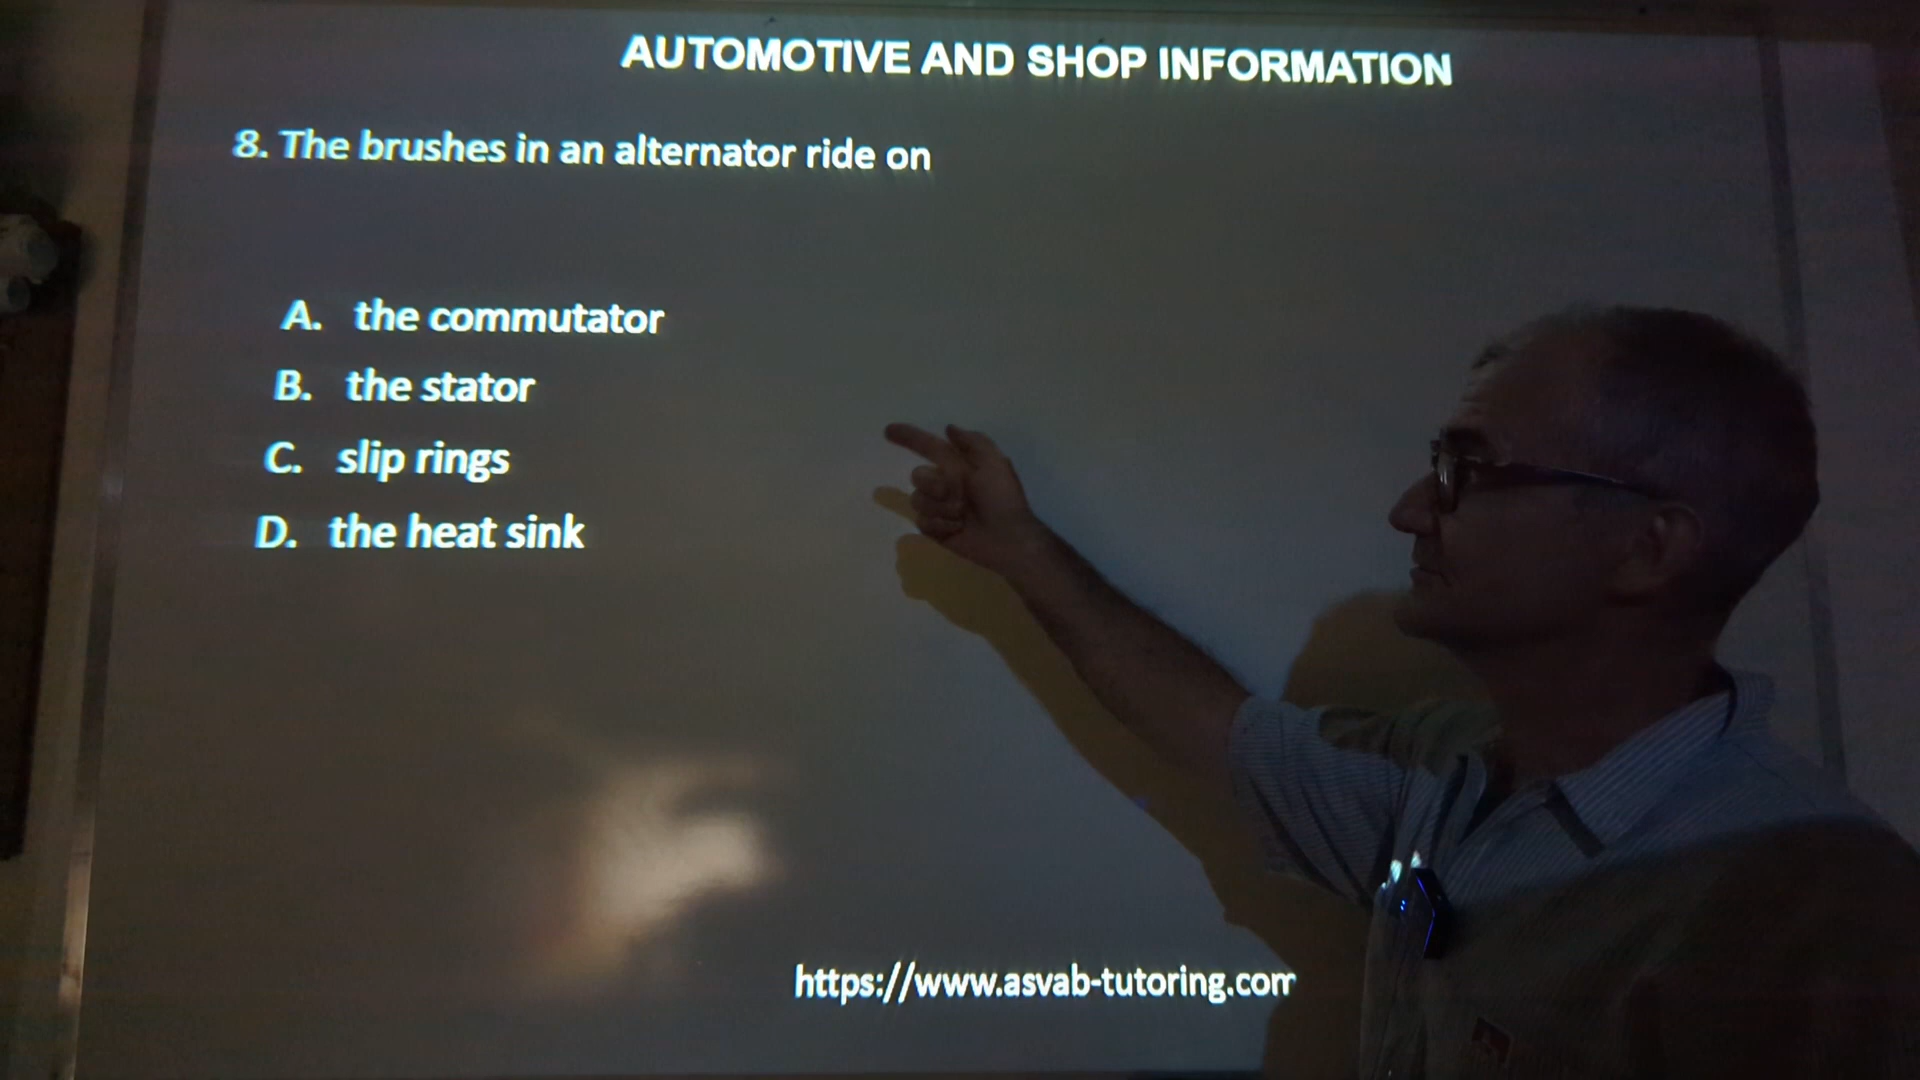 AUTOMOTIVE AND SHOP INFORMATION
8. The brushes in an alternator ride on
A. the commutator
B. the stator
C. slip rings
D. the heat sink
https://www.asvab-tutoring.com